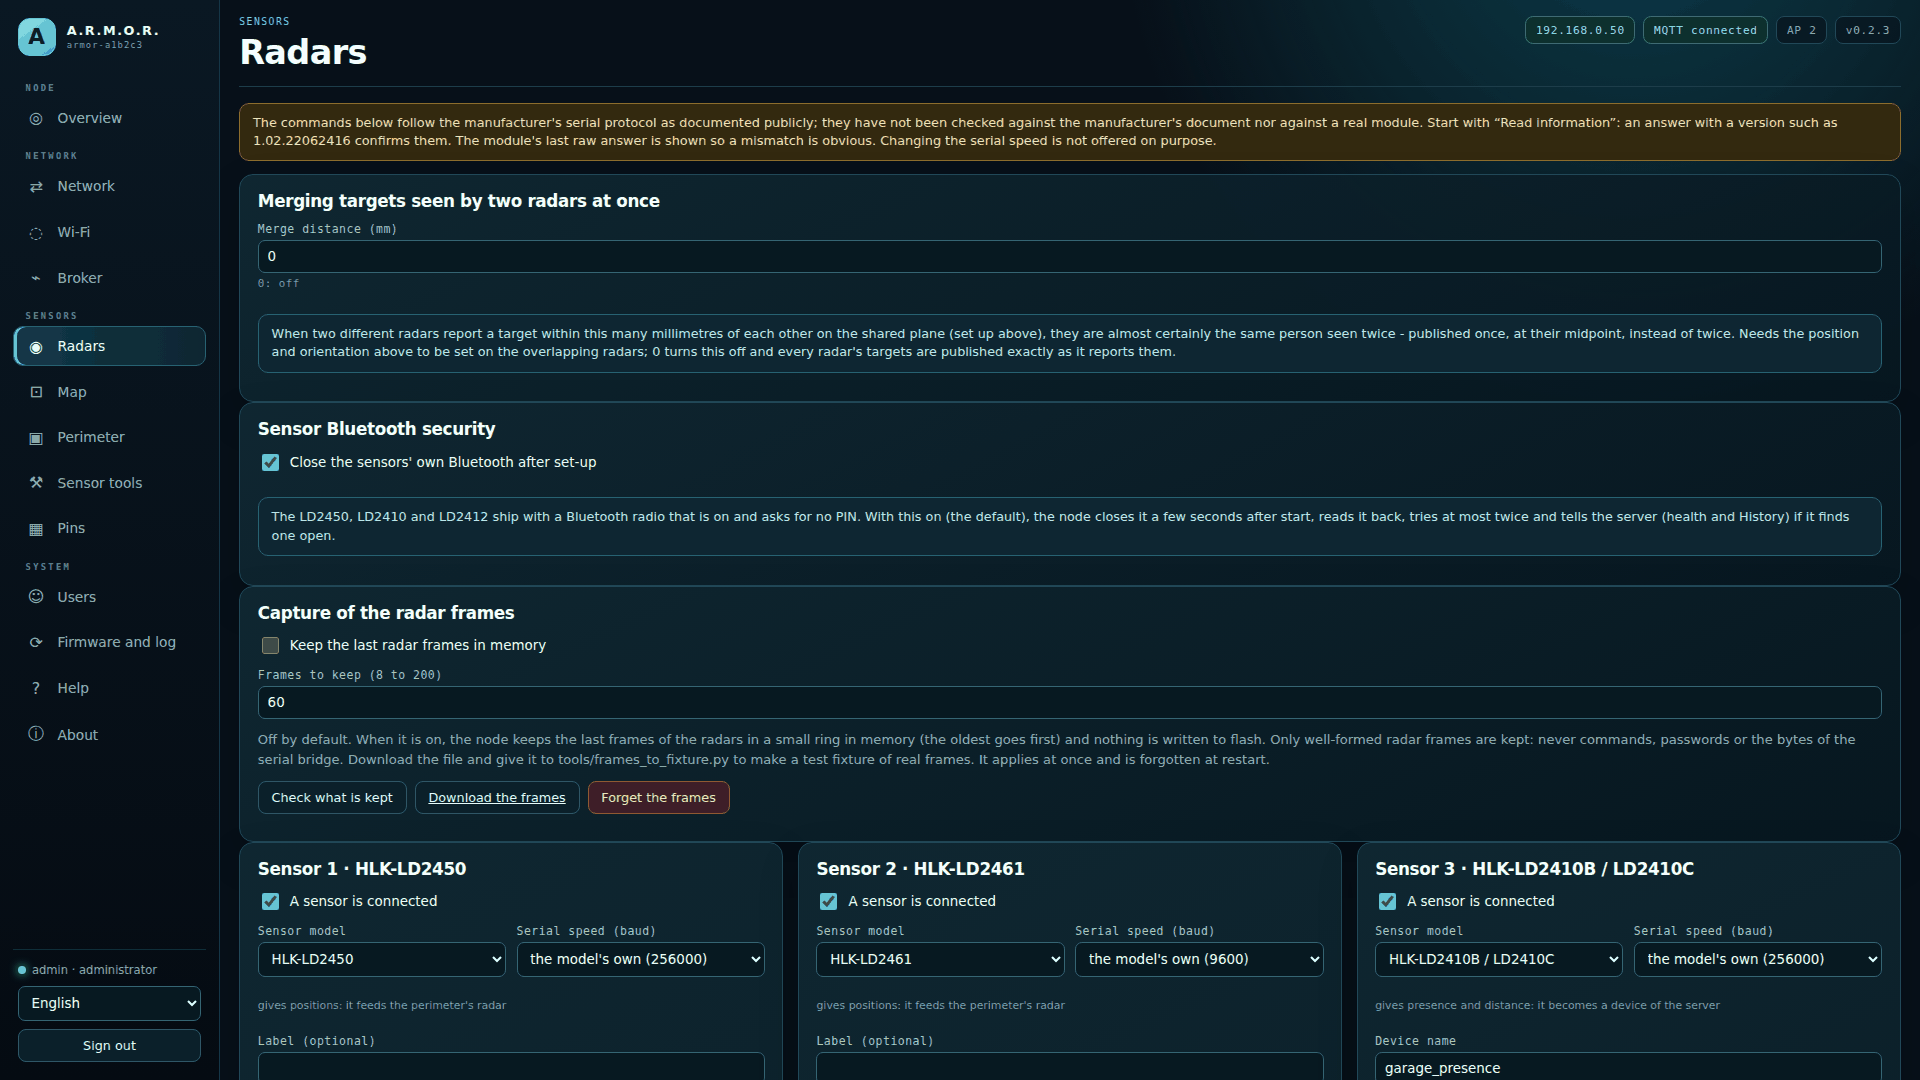 A
A.R.M.O.R.
armor-a1b2c3
NODE
Overview
NETWORK
Network
Wi-Fi
Broker
SENSORS
Radars
Map
Perimeter
Sensor tools
Pins
SYSTEM
Users
Firmware and log
? Help
About
admin · administrator
English
Sign out
SENSORS
Radars
192.168.0.50
MQTT connected
AP 2
v0.2.3
The commands below follow the manufacturer's serial protocol as documented publicly; they have not been checked against the manufacturer's document nor against a real module. Start with “Read information”: an answer with a version such as
1.02.22062416 confirms them. The module's last raw answer is shown so a mismatch is obvious. Changing the serial speed is not offered on purpose.
Merging targets seen by two radars at once
Merge distance (mm)
0
0: off
When two different radars report a target within this many millimetres of each other on the shared plane (set up above), they are almost certainly the same person seen twice - published once, at their midpoint, instead of twice. Needs the position
and orientation above to be set on the overlapping radars; 0 turns this off and every radar's targets are published exactly as it reports them.
Sensor Bluetooth security
Close the sensors' own Bluetooth after set-up
The LD2450, LD2410 and LD2412 ship with a Bluetooth radio that is on and asks for no PIN. With this on (the default), the node closes it a few seconds after start, reads it back, tries at most twice and tells the server (health and History) if it finds
one open.
Capture of the radar frames
Keep the last radar frames in memory
Frames to keep (8 to 200)
60
Off by default. When it is on, the node keeps the last frames of the radars in a small ring in memory (the oldest goes first) and nothing is written to flash. Only well-formed radar frames are kept: never commands, passwords or the bytes of the
serial bridge. Download the file and give it to tools/frames_to_fixture.py to make a test fixture of real frames. It applies at once and is forgotten at restart.
Check what is kept
Download the frames
Forget the frames
Sensor 1 · HLK-LD2450
A sensor is connected
Sensor model
Serial speed (baud)
HLK-LD2450
the model's own (256000)
gives positions: it feeds the perimeter's radar
Label (optional)
Sensor 2 · HLK-LD2461
A sensor is connected
Sensor model
Serial speed (baud)
HLK-LD2461
the model's own (9600)
gives positions: it feeds the perimeter's radar
Label (optional)
Sensor 3 · HLK-LD2410B / LD2410C
A sensor is connected
Sensor model
Serial speed (baud)
HLK-LD2410B / LD2410C
the model's own (256000)
gives presence and distance: it becomes a device of the server
Device name
garage_presence